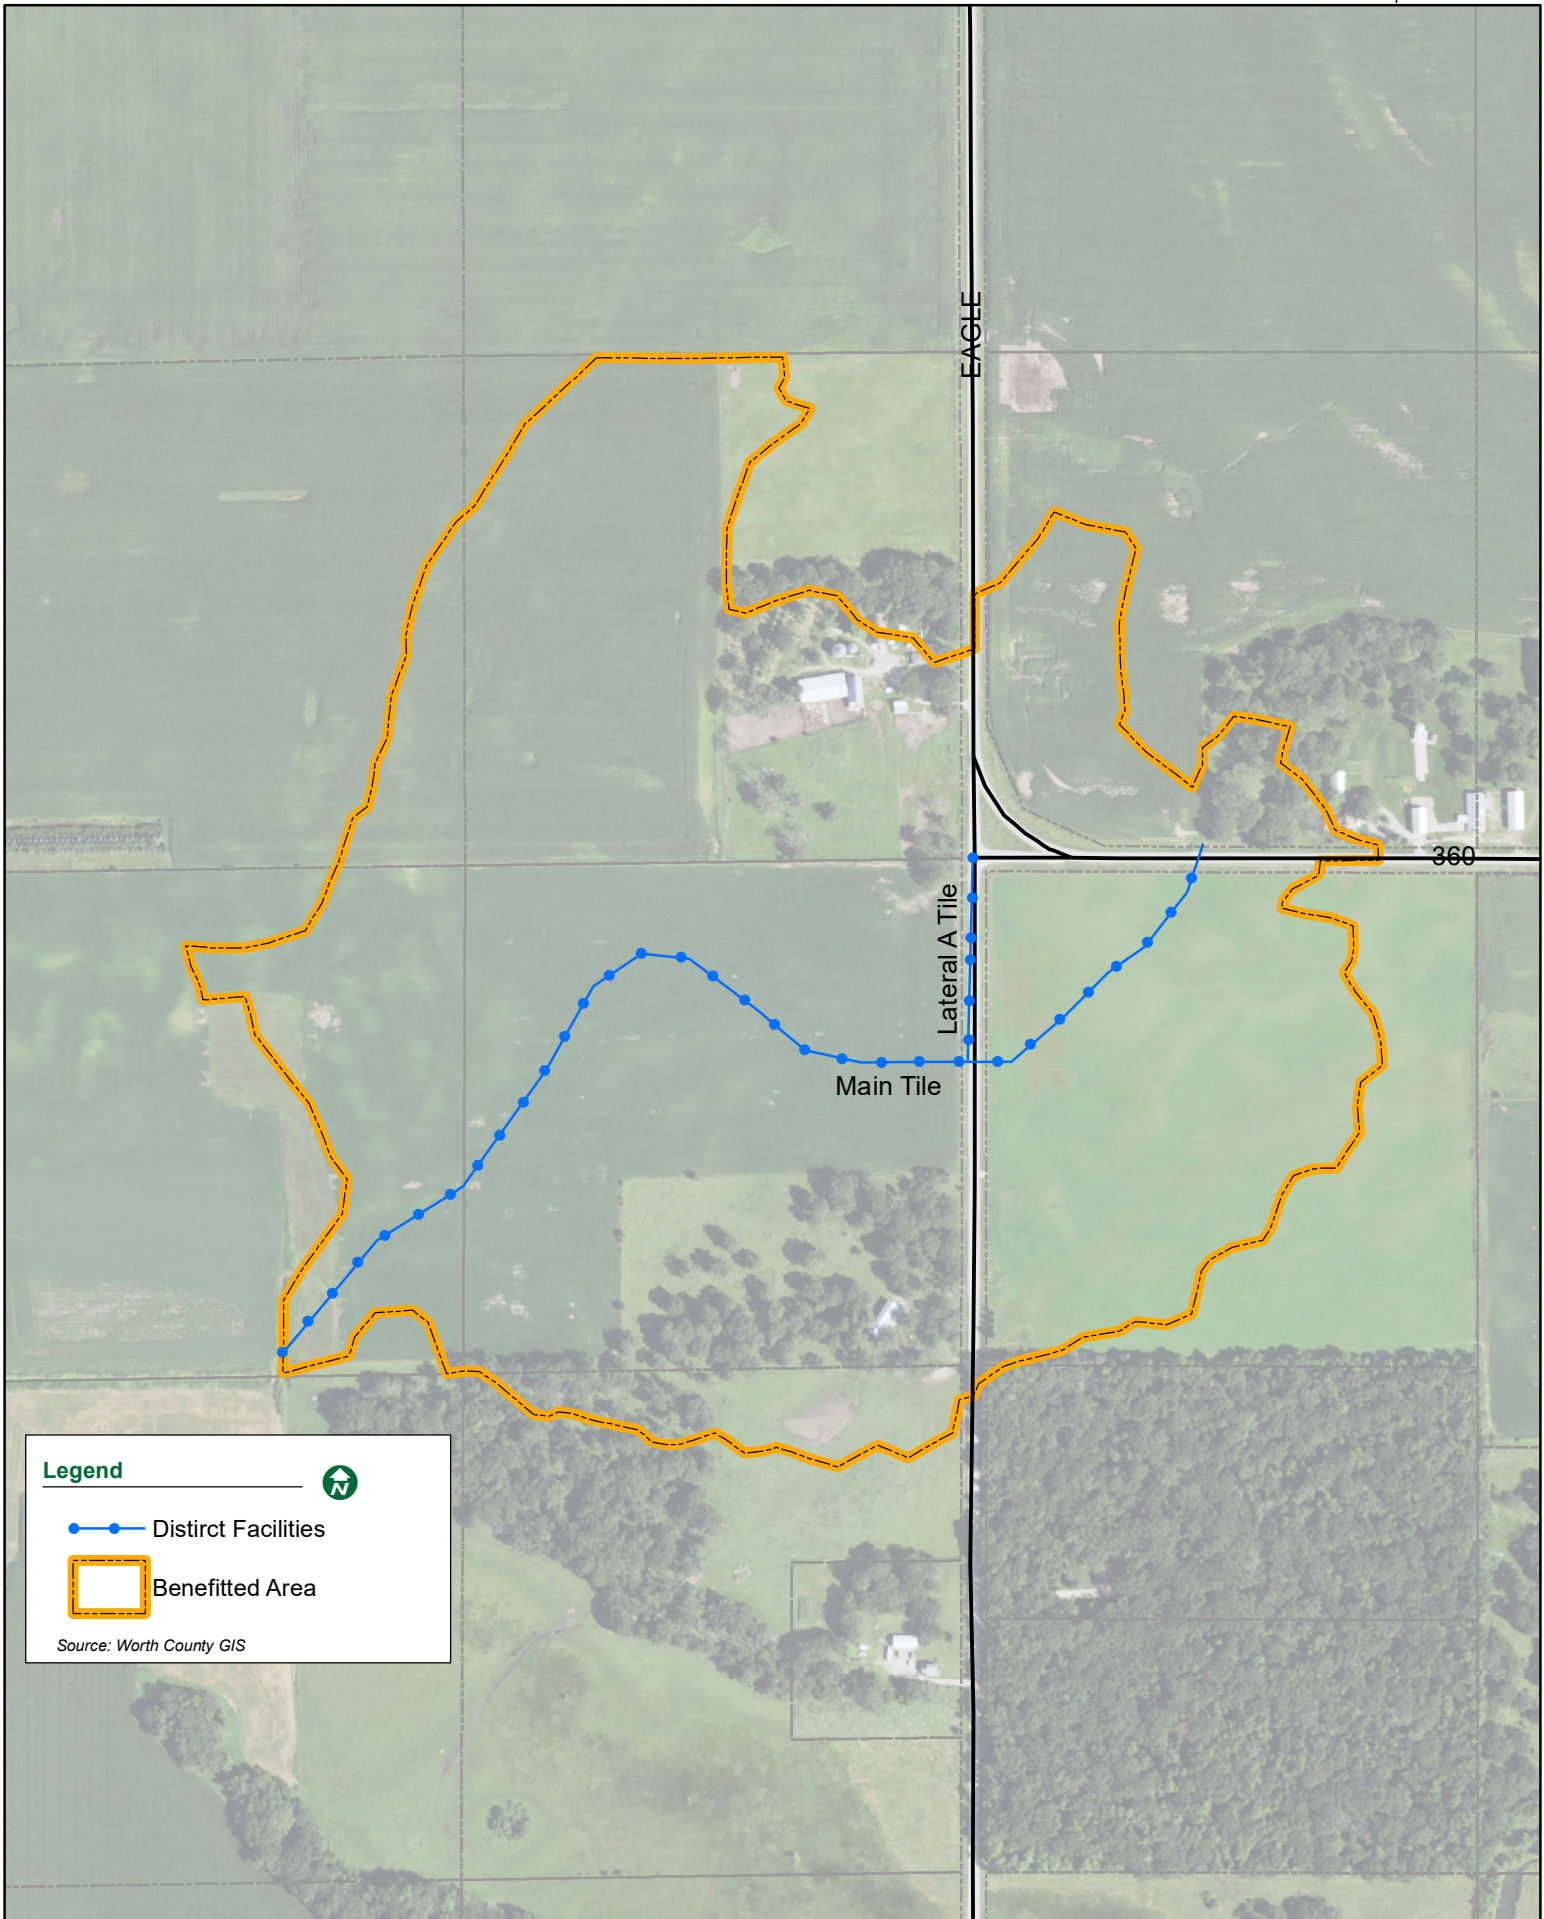 EAGLE
360
Lateral A Tile
Main Tile
Legend
N
Distirct Facilities
Benefitted Area
Source: Worth County GIS